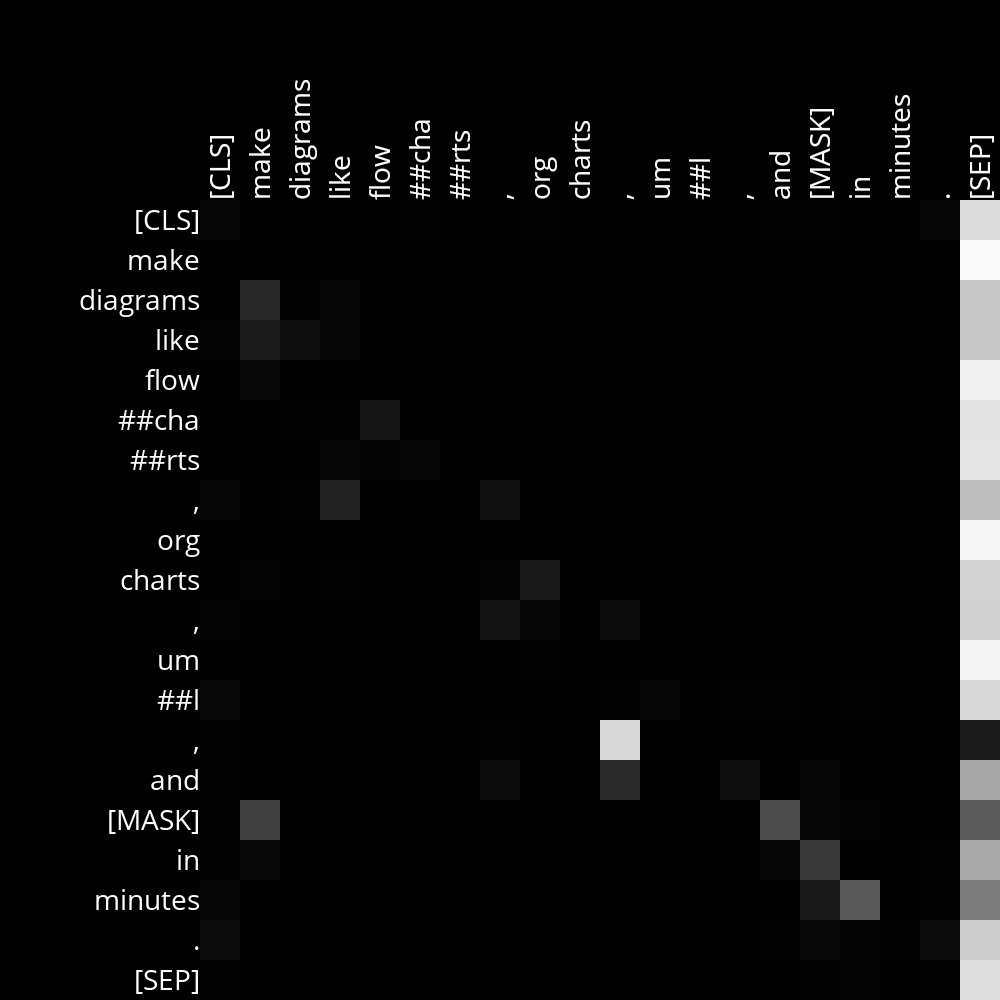 [CLS] make diagrams like flow ##cha ##rts , org charts , um ##l , and [MASK] in minutes . [SEP]
[CLS]
make
diagrams
like
flow
##cha
##rts
,
org
charts
,
um
##l
,
and
[MASK]
in
minutes
.
[SEP]